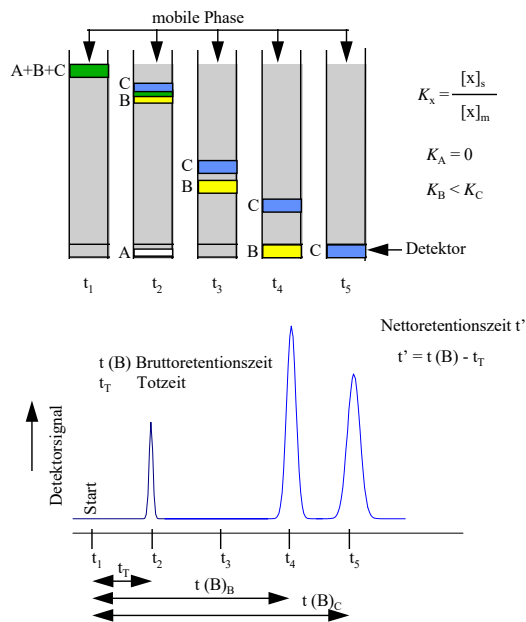 mobile Phase
A+B+C
C
B
A
C
B
C
B
C
Detektor
t1 t2 t3 t4 t5
Kx = [x]s / [x]m
KA = 0
KB < KC
Nettoretentionszeit t’
t’ = t (B) - tT
t (B) Bruttoretentionszeit
tT Totzeit
Detektorsignal
Start
t1 t2 t3 t4 t5
tT
t (B)B
t (B)C